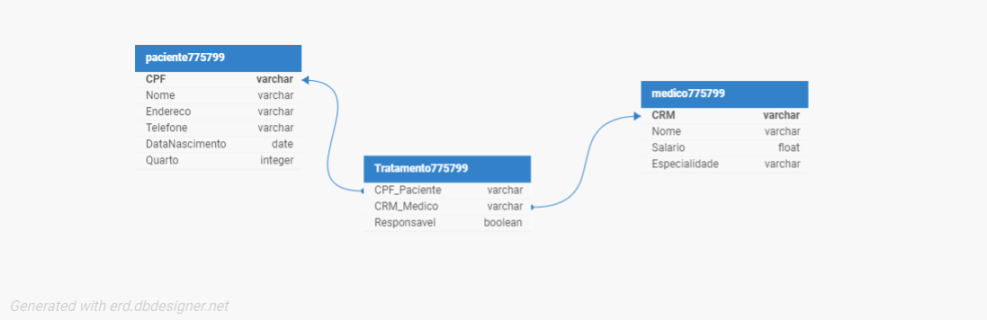 paciente775799
CPF varchar
Nome varchar
Endereco varchar
Telefone varchar
DataNascimento date
Quarto integer
medico775799
CRM varchar
Nome varchar
Salario float
Especialidade varchar
Tratamento775799
CPF_Paciente varchar
CRM_Medico varchar
Responsavel boolean
Generated with erd.dbdesigner.net